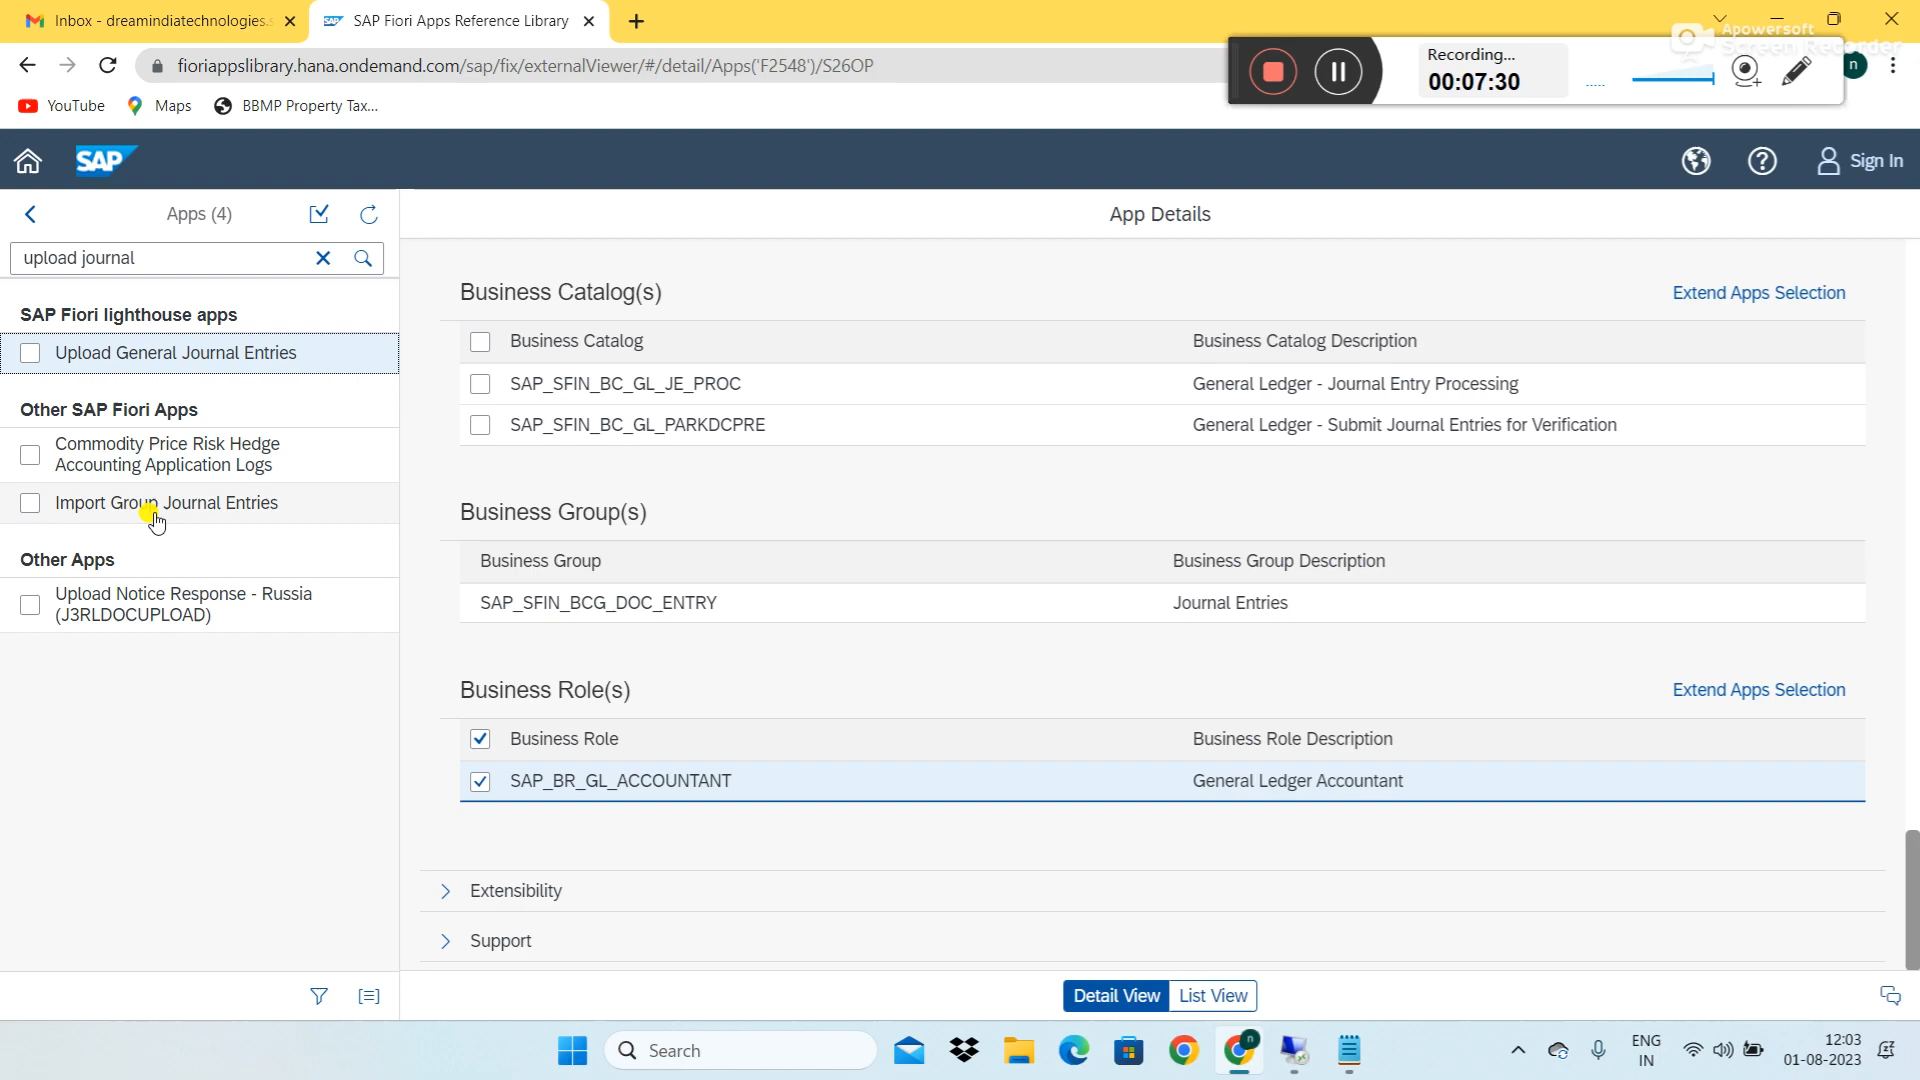 Inbox - dreamindiatechnologies.s
SAP Fiori Apps Reference Library
Apowersoft
Screen Recorder
fioriappslibrary.hana.ondemand.com/sap/fix/externalViewer/#/detail/Apps('F2548')/S26OP
Recording...
00:07:30
n
YouTube
Maps
BBMP Property Tax...
SAP
Sign In
Apps (4)
App Details
upload journal
Business Catalog(s)
Extend Apps Selection
SAP Fiori lighthouse apps
Business Catalog
Business Catalog Description
Upload General Journal Entries
SAP_SFIN_BC_GL_JE_PROC
General Ledger - Journal Entry Processing
Other SAP Fiori Apps
SAP_SFIN_BC_GL_PARKDCPRE
General Ledger - Submit Journal Entries for Verification
Commodity Price Risk Hedge
Accounting Application Logs
Import Group Journal Entries
Business Group(s)
Other Apps
Business Group
Business Group Description
Upload Notice Response - Russia
(J3RLDOCUPLOAD)
SAP_SFIN_BCG_DOC_ENTRY
Journal Entries
Business Role(s)
Extend Apps Selection
Business Role
Business Role Description
SAP_BR_GL_ACCOUNTANT
General Ledger Accountant
Extensibility
Support
Detail View
List View
Search
n
ENG
IN
12:03
01-08-2023